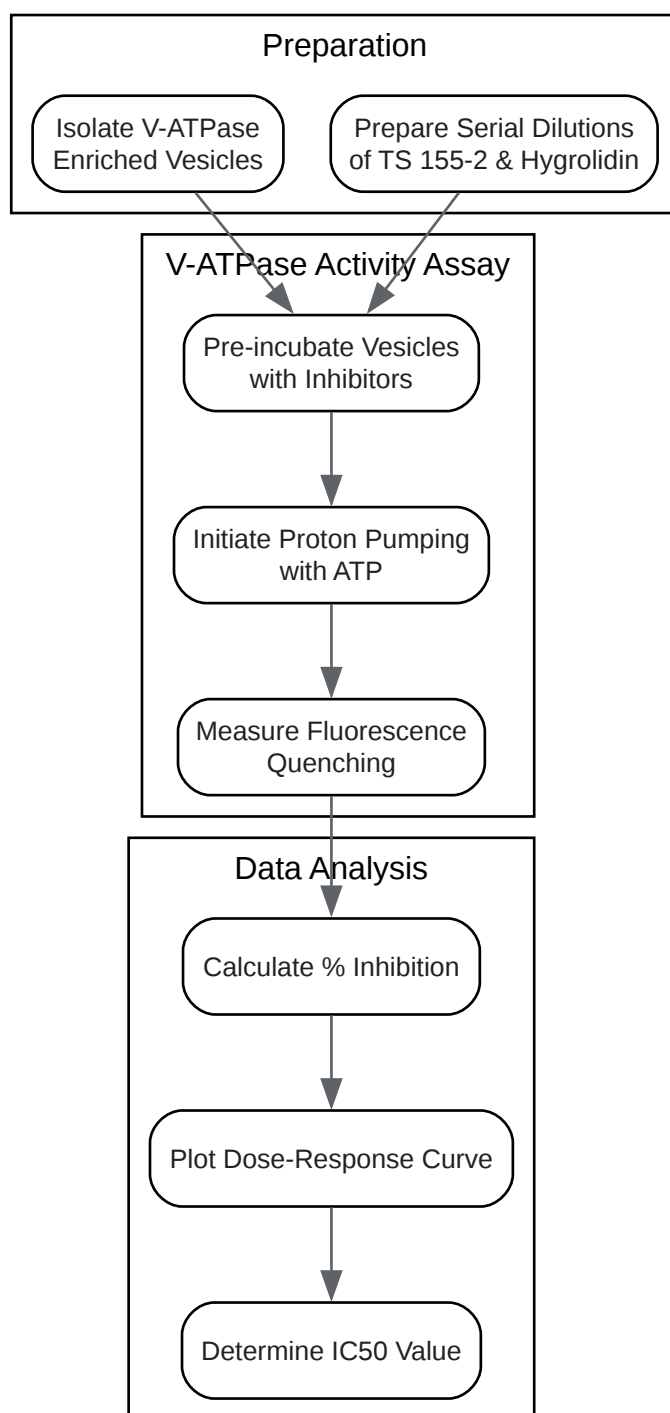 Preparation
Isolate V-ATPase
Enriched Vesicles
Prepare Serial Dilutions
of TS 155-2 & Hygrolidin
V-ATPase Activity Assay
Pre-incubate Vesicles
with Inhibitors
Initiate Proton Pumping
with ATP
Measure Fluorescence
Quenching
Data Analysis
Calculate % Inhibition
Plot Dose-Response Curve
Determine IC50 Value